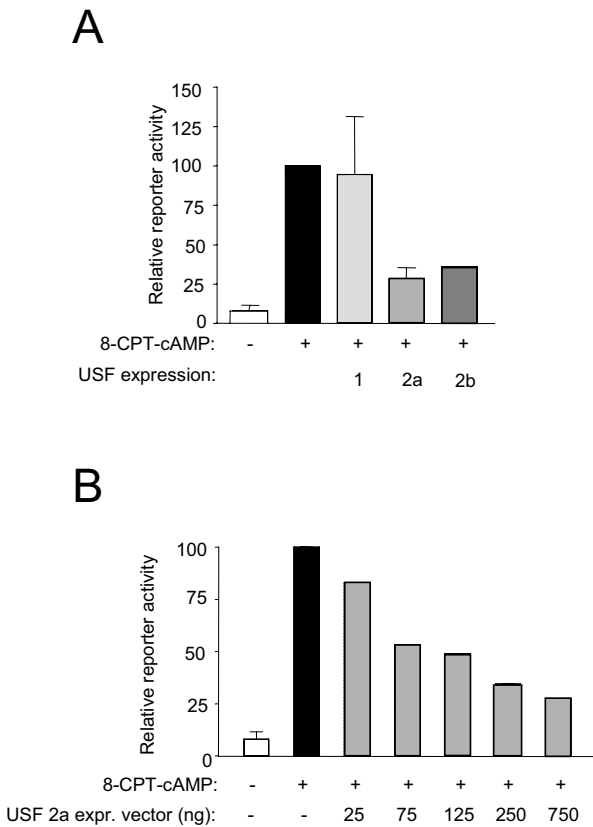 A
Relative reporter activity
150
125
100
75
50
25
0
8-CPT-cAMP: - + + + +
USF expression: 1 2a 2b
B
Relative reporter activity
100
75
50
25
0
8-CPT-cAMP: - + + + + + +
USF 2a expr. vector (ng): - - 25 75 125 250 750